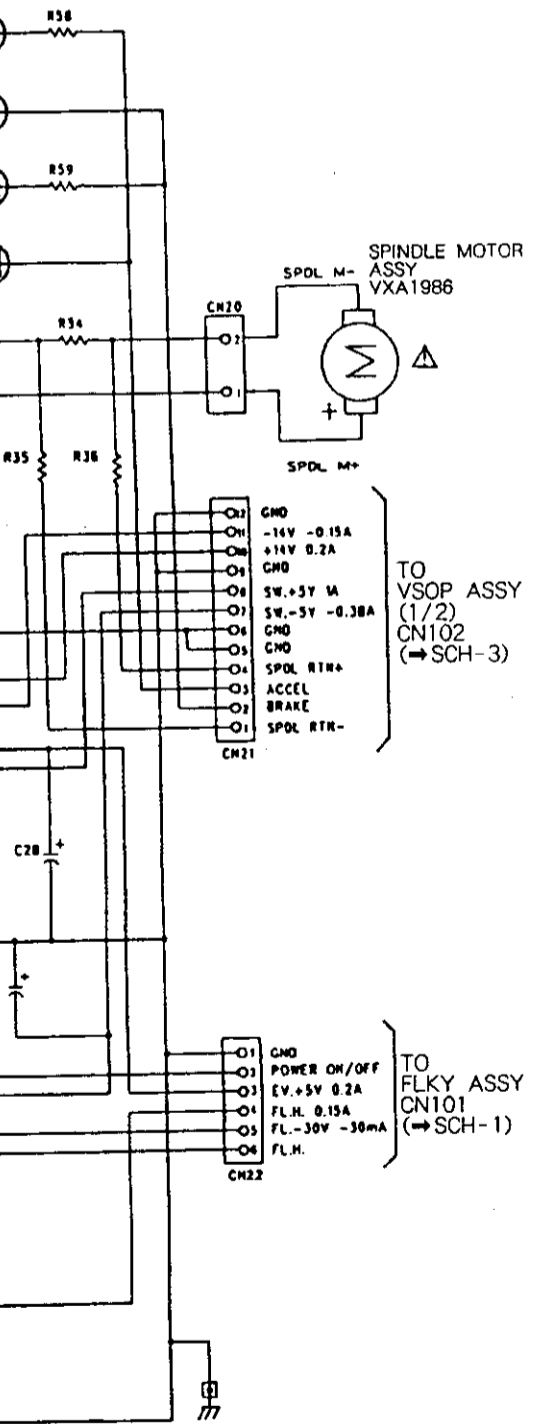 R58
R59
SPINDLE MOTOR
ASSY
VXA1986
SPDL M-
CN20
R34
2
1
M
+
R35
R36
SPDL M+
12 GND
11 -14V -0.15A
10 +14V 0.2A
9 GND
8 SW.+5V 1A
7 SW.-5V -0.38A
6 GND
5 GND
4 SPDL RTN+
3 ACCEL
2 BRAKE
1 SPDL RTN-
CN21
TO
VSOP ASSY
(1/2)
CN102
(➡SCH-3)
C28
+
+
1 GND
2 POWER ON/OFF
3 EV.+5V 0.2A
4 FL.H. 0.15A
5 FL.-30V -30mA
6 FL.H.
CN22
TO
FLKY ASSY
CN101
(➡SCH-1)